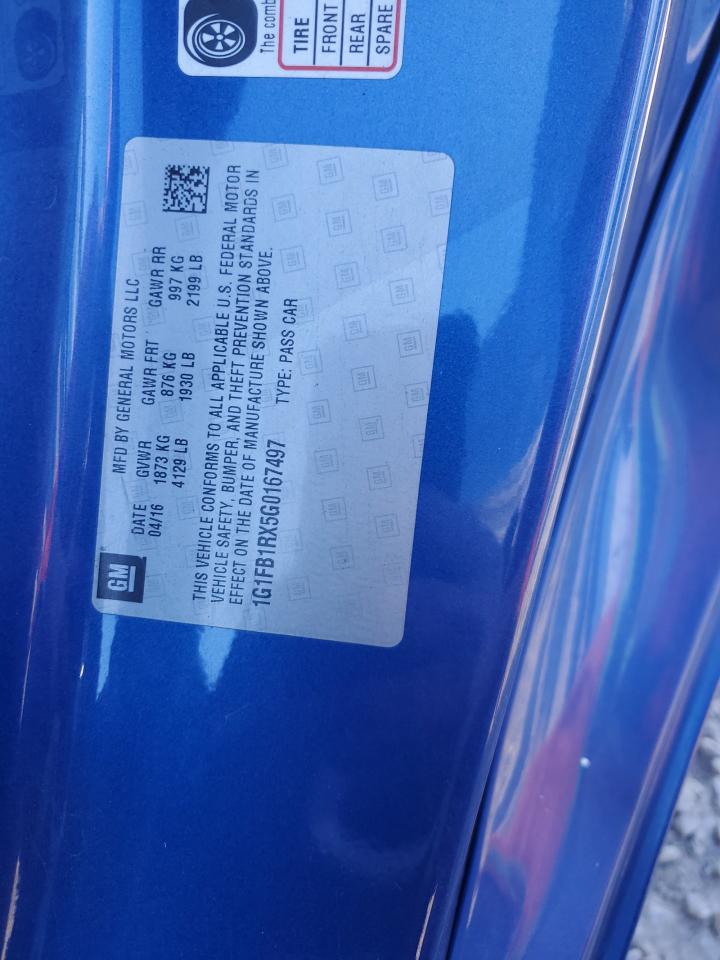 The comb
TIRE
FRONT
REAR
SPARE
GM
MFD BY GENERAL MOTORS LLC
DATE GVWR GAWR FRT GAWR RR
04/16 1873 KG 876 KG 997 KG
4129 LB 1930 LB 2199 LB
THIS VEHICLE CONFORMS TO ALL APPLICABLE U.S. FEDERAL MOTOR
VEHICLE SAFETY, BUMPER, AND THEFT PREVENTION STANDARDS IN
EFFECT ON THE DATE OF MANUFACTURE SHOWN ABOVE.
1G1FB1RX5G0167497 TYPE: PASS CAR